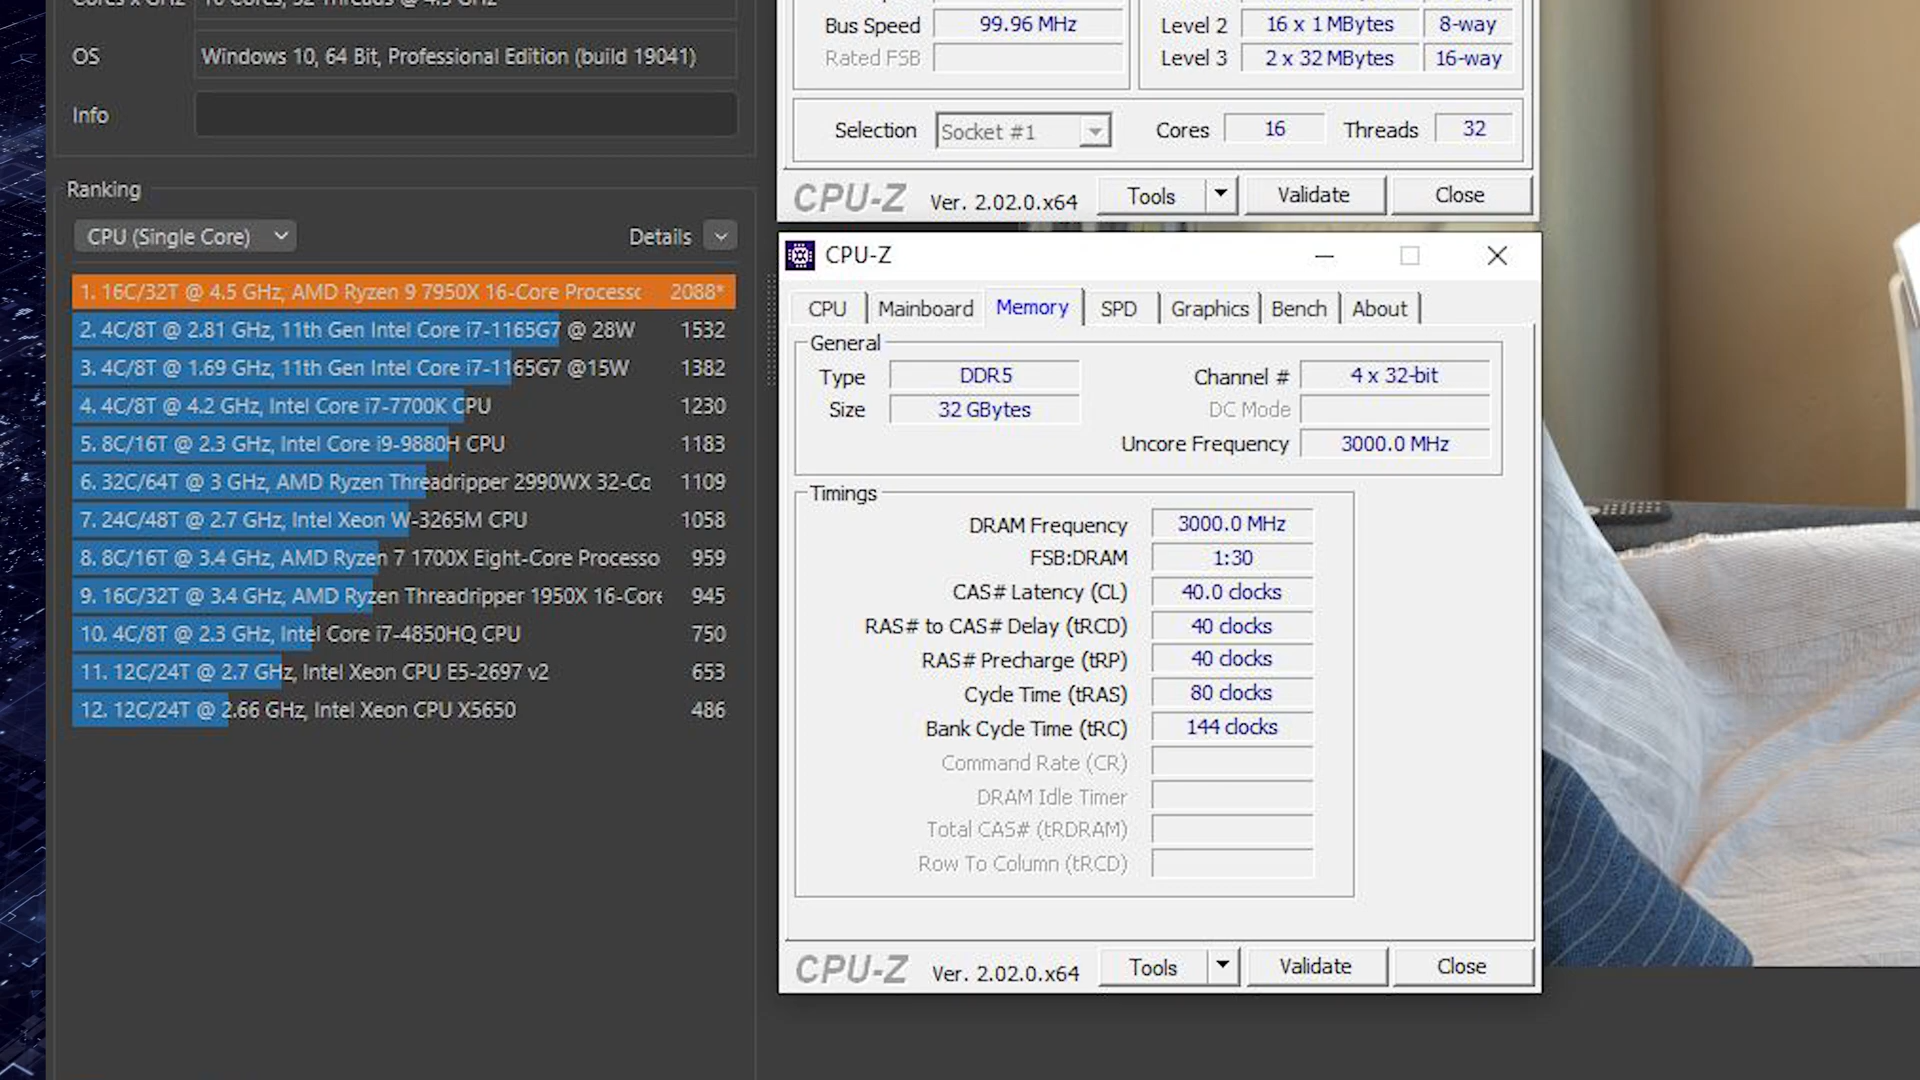 OS
Windows 10, 64 Bit, Professional Edition (build 19041)
Info
Ranking
CPU (Single Core)
Details
1. 16C/32T @ 4.5 GHz, AMD Ryzen 9 7950X 16-Core Processc 2088*
2. 4C/8T @ 2.81 GHz, 11th Gen Intel Core i7-1165G7 @ 28W 1532
3. 4C/8T @ 1.69 GHz, 11th Gen Intel Core i7-1165G7 @15W 1382
4. 4C/8T @ 4.2 GHz, Intel Core i7-7700K CPU 1230
5. 8C/16T @ 2.3 GHz, Intel Core i9-9880H CPU 1183
6. 32C/64T @ 3 GHz, AMD Ryzen Threadripper 2990WX 32-Cc 1109
7. 24C/48T @ 2.7 GHz, Intel Xeon W-3265M CPU 1058
8. 8C/16T @ 3.4 GHz, AMD Ryzen 7 1700X Eight-Core Processo 959
9. 16C/32T @ 3.4 GHz, AMD Ryzen Threadripper 1950X 16-Core 945
10. 4C/8T @ 2.3 GHz, Intel Core i7-4850HQ CPU 750
11. 12C/24T @ 2.7 GHz, Intel Xeon CPU E5-2697 v2 653
12. 12C/24T @ 2.66 GHz, Intel Xeon CPU X5650 486
Bus Speed 99.96 MHz
Rated FSB
Level 2 16 x 1 MBytes 8-way
Level 3 2 x 32 MBytes 16-way
Selection Socket #1 Cores 16 Threads 32
CPU-Z Ver. 2.02.0.x64 Tools Validate Close
CPU-Z
CPU Mainboard Memory SPD Graphics Bench About
General
Type DDR5 Channel # 4 x 32-bit
Size 32 GBytes DC Mode
Uncore Frequency 3000.0 MHz
Timings
DRAM Frequency 3000.0 MHz
FSB:DRAM 1:30
CAS# Latency (CL) 40.0 clocks
RAS# to CAS# Delay (tRCD) 40 clocks
RAS# Precharge (tRP) 40 clocks
Cycle Time (tRAS) 80 clocks
Bank Cycle Time (tRC) 144 clocks
Command Rate (CR)
DRAM Idle Timer
Total CAS# (tRDRAM)
Row To Column (tRCD)
CPU-Z Ver. 2.02.0.x64 Tools Validate Close